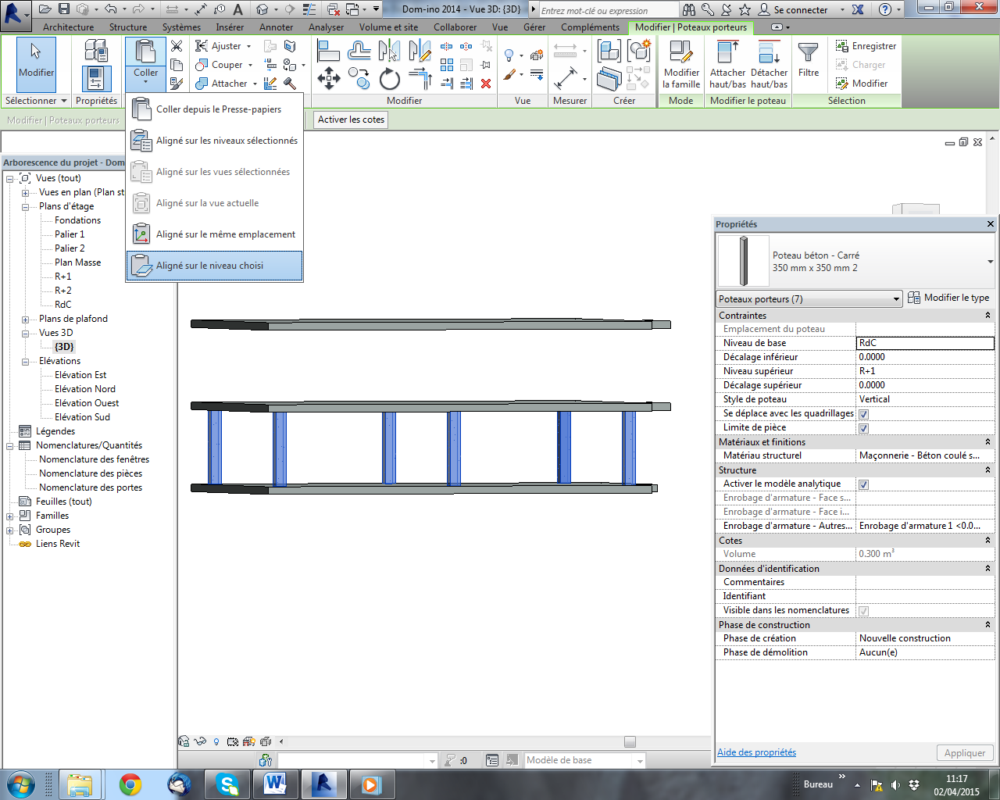 Dom-ino 2014 - Vue 3D: {3D}
Entrez mot-clé ou expression
Se connecter
Architecture Structure Systèmes Insérer Annoter Analyser Volume et site Collaborer Vue Gérer Compléments Modifier | Poteaux porteurs
Modifier
Coller
Ajuster
Couper
Attacher
Modifier la famille
Attacher haut/bas
Détacher haut/bas
Filtre
Enregistrer
Charger
Modifier
Sélectionner Propriétés Modifier Vue Mesurer Créer Mode Modifier le poteau Sélection
Modifier | Poteaux porteurs
Activer les cotes
Coller depuis le Presse-papiers
Aligné sur les niveaux sélectionnés
Aligné sur les vues sélectionnées
Aligné sur la vue actuelle
Aligné sur le même emplacement
Aligné sur le niveau choisi
Arborescence du projet - Dom
Vues (tout)
Vues en plan (Plan st
Plans d'étage
Fondations
Palier 1
Palier 2
Plan Masse
R+1
R+2
RdC
Plans de plafond
Vues 3D
{3D}
Elévations
Elévation Est
Elévation Nord
Elévation Ouest
Elévation Sud
Légendes
Nomenclatures/Quantités
Nomenclature des fenêtres
Nomenclature des pièces
Nomenclature des portes
Feuilles (tout)
Familles
Groupes
Liens Revit
Propriétés
Poteau béton - Carré
350 mm x 350 mm 2
Poteaux porteurs (7)
Modifier le type
Contraintes
Emplacement du poteau
Niveau de base RdC
Décalage inférieur 0.0000
Niveau supérieur R+1
Décalage supérieur 0.0000
Style de poteau Vertical
Se déplace avec les quadrillages
Limite de pièce
Matériaux et finitions
Matériau structurel Maçonnerie - Béton coulé s...
Structure
Activer le modèle analytique
Enrobage d'armature - Face s...
Enrobage d'armature - Face i...
Enrobage d'armature - Autres... Enrobage d'armature 1 <0.0...
Cotes
Volume 0.300 m³
Données d'identification
Commentaires
Identifiant
Visible dans les nomenclatures
Phase de construction
Phase de création Nouvelle construction
Phase de démolition Aucun(e)
Aide des propriétés
Appliquer
:0
Modèle de base
Bureau
11:17
02/04/2015